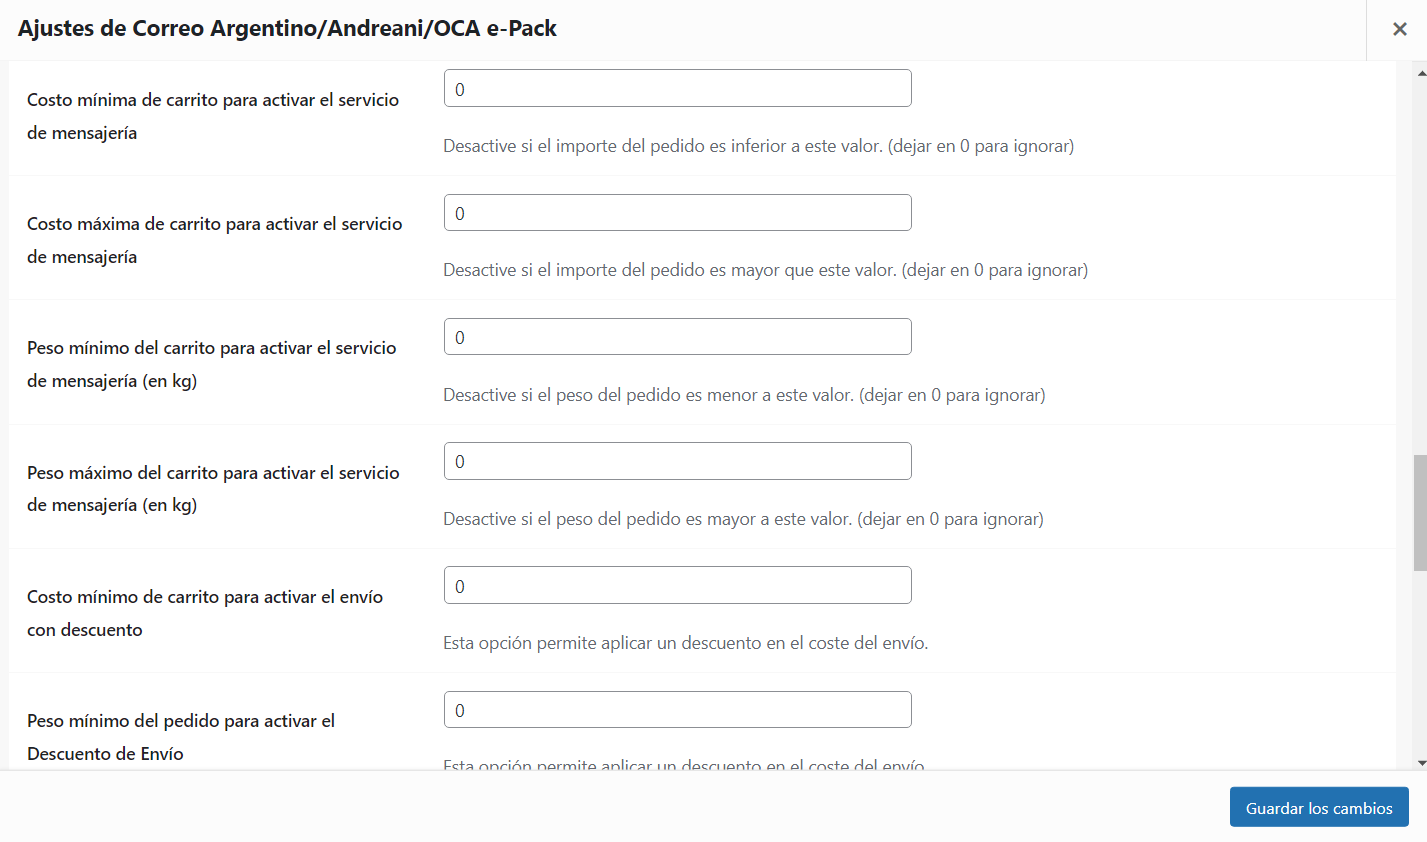 Ajustes de Correo Argentino/Andreani/OCA e-Pack
Costo mínima de carrito para activar el servicio
de mensajería
0
Desactive si el importe del pedido es inferior a este valor. (dejar en 0 para ignorar)
Costo máxima de carrito para activar el servicio
de mensajería
0
Desactive si el importe del pedido es mayor que este valor. (dejar en 0 para ignorar)
Peso mínimo del carrito para activar el servicio
de mensajería (en kg)
0
Desactive si el peso del pedido es menor a este valor. (dejar en 0 para ignorar)
Peso máximo del carrito para activar el servicio
de mensajería (en kg)
0
Desactive si el peso del pedido es mayor a este valor. (dejar en 0 para ignorar)
Costo mínimo de carrito para activar el envío
con descuento
0
Esta opción permite aplicar un descuento en el coste del envío.
Peso mínimo del pedido para activar el
Descuento de Envío
0
Esta opción permite aplicar un descuento en el coste del envío.
Guardar los cambios